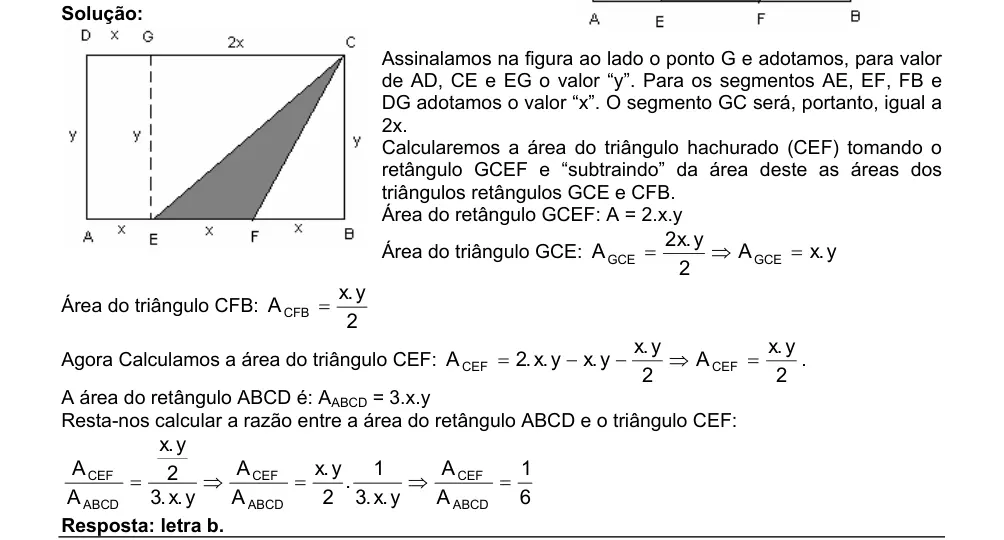 Solução:
A E F B
D x G 2x C
y y y
A x E x F x B
Assinalamos na figura ao lado o ponto G e adotamos, para valor
de AD, CE e EG o valor “y”. Para os segmentos AE, EF, FB e
DG adotamos o valor “x”. O segmento GC será, portanto, igual a
2x.
Calcularemos a área do triângulo hachurado (CEF) tomando o
retângulo GCEF e “subtraindo” da área deste as áreas dos
triângulos retângulos GCE e CFB.
Área do retângulo GCEF: A = 2.x.y
Área do triângulo GCE: A_GCE = 2x.y/2 ⇒ A_GCE = x.y
Área do triângulo CFB: A_CFB = x.y/2
Agora Calculamos a área do triângulo CEF: A_CEF = 2.x.y − x.y − x.y/2 ⇒ A_CEF = x.y/2 .
A área do retângulo ABCD é: A_ABCD = 3.x.y
Resta-nos calcular a razão entre a área do retângulo ABCD e o triângulo CEF:
A_CEF/A_ABCD = (x.y/2)/(3.x.y) ⇒ A_CEF/A_ABCD = x.y/2 . 1/3.x.y ⇒ A_CEF/A_ABCD = 1/6
Resposta: letra b.